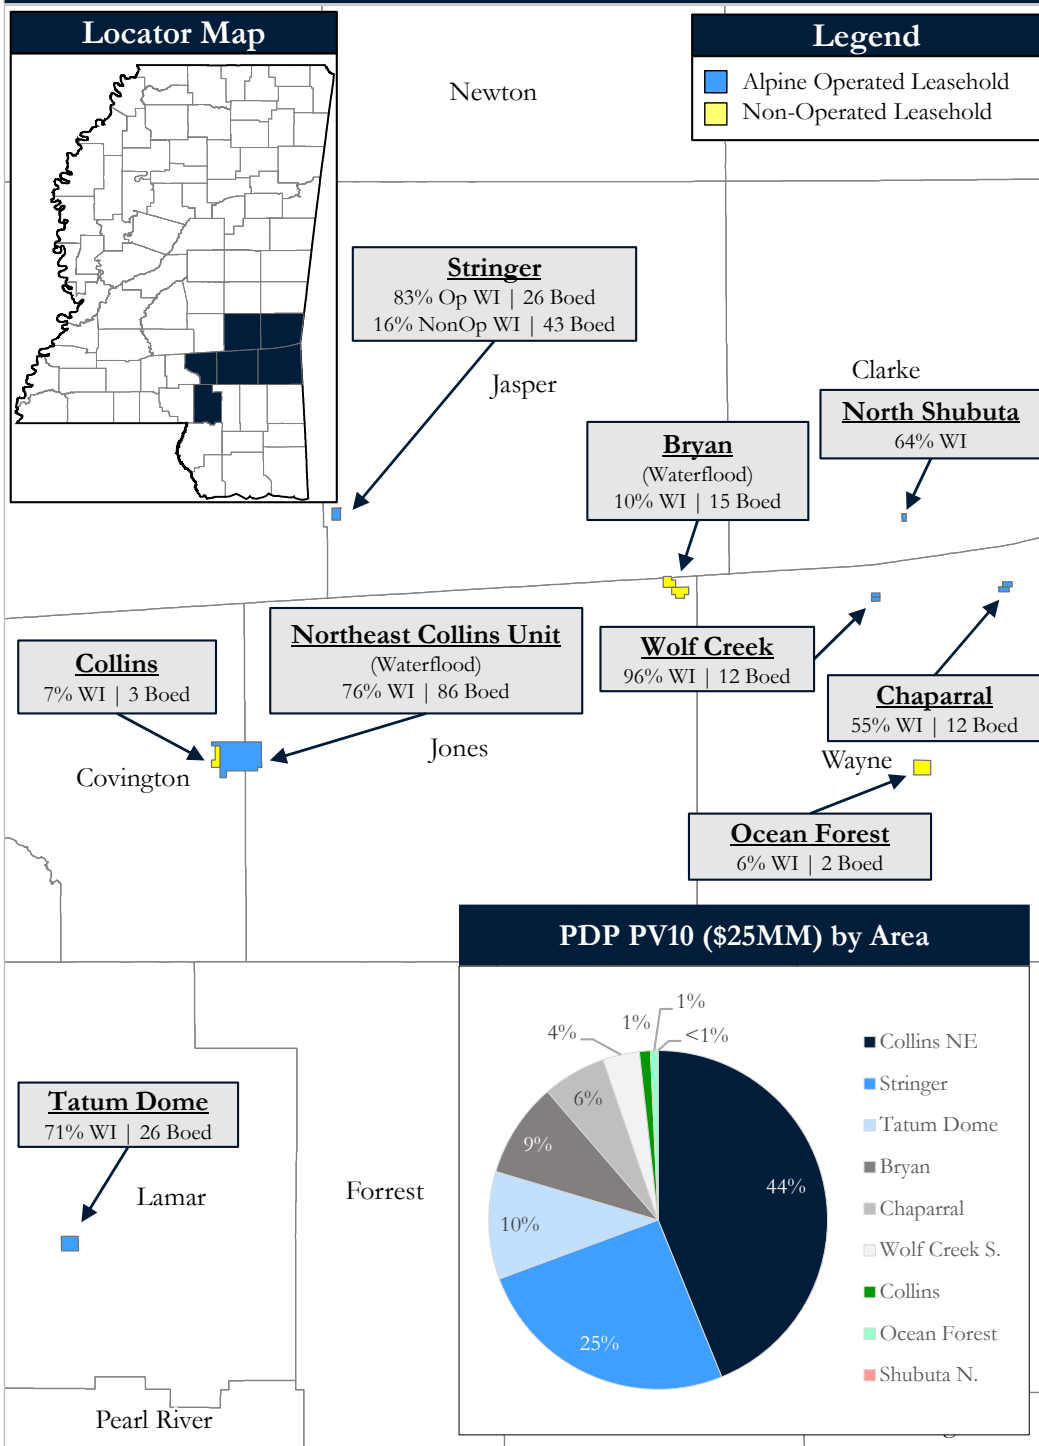 Locator Map
Legend
Alpine Operated Leasehold
Non-Operated Leasehold
Newton
Stringer
83% Op WI | 26 Boed
16% NonOp WI | 43 Boed
Jasper
Clarke
North Shubuta
64% WI
Bryan
(Waterflood)
10% WI | 15 Boed
Northeast Collins Unit
(Waterflood)
76% WI | 86 Boed
Collins
7% WI | 3 Boed
Wolf Creek
96% WI | 12 Boed
Chaparral
55% WI | 12 Boed
Jones
Covington
Wayne
Ocean Forest
6% WI | 2 Boed
PDP PV10 ($25MM) by Area
1%
1%
<1%
4%
6%
9%
10%
25%
44%
Collins NE
Stringer
Tatum Dome
Bryan
Chaparral
Wolf Creek S.
Collins
Ocean Forest
Shubuta N.
Tatum Dome
71% WI | 26 Boed
Lamar
Forrest
Pearl River